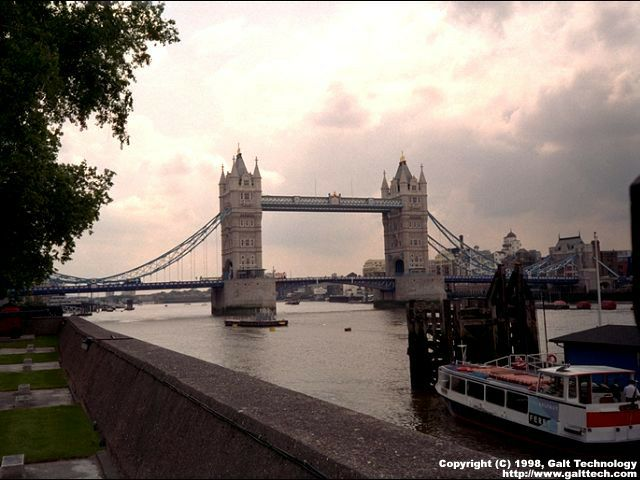 Copyright (C) 1998, Galt Technology
http://www.galttech.com